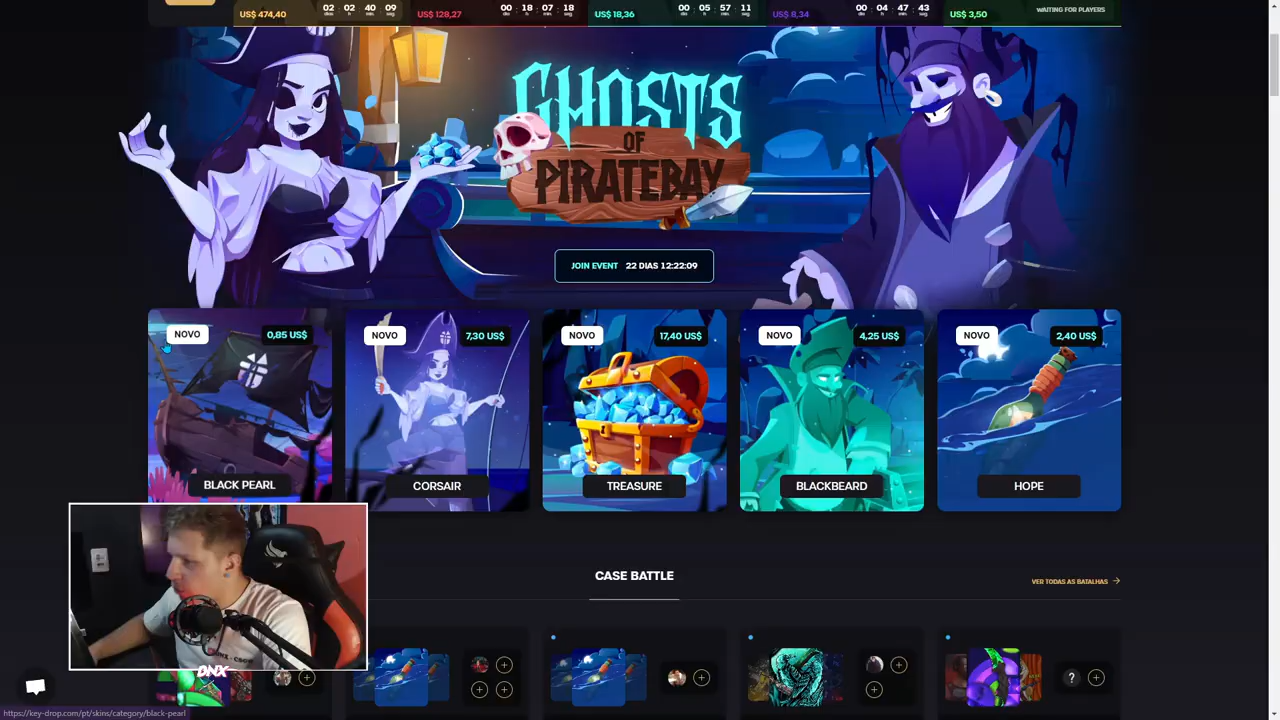 US$ 474,40
02 : 02 : 40 : 09
dni hr min seg
US$ 128,27
00 : 18 : 07 : 18
US$ 18,36
00 : 05 : 57 : 11
US$ 8,34
00 : 04 : 47 : 43
US$ 3,50
WAITING FOR PLAYERS
GHOSTS
OF
PIRATEBAY
JOIN EVENT 22 DIAS 12:22:09
NOVO 0,85 US$
NOVO 7,30 US$
NOVO 17,40 US$
NOVO 4,25 US$
NOVO 2,40 US$
BLACK PEARL
CORSAIR
TREASURE
BLACKBEARD
HOPE
CASE BATTLE
VER TODAS AS BATALHAS
DNX
?
https://key-drop.com/pt/skins/category/black-pearl